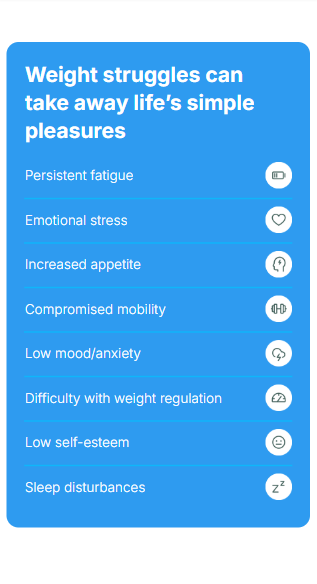 Weight struggles can
take away life’s simple
pleasures
Persistent fatigue
Emotional stress
Increased appetite
Compromised mobility
Low mood/anxiety
Difficulty with weight regulation
Low self-esteem
Sleep disturbances
zz